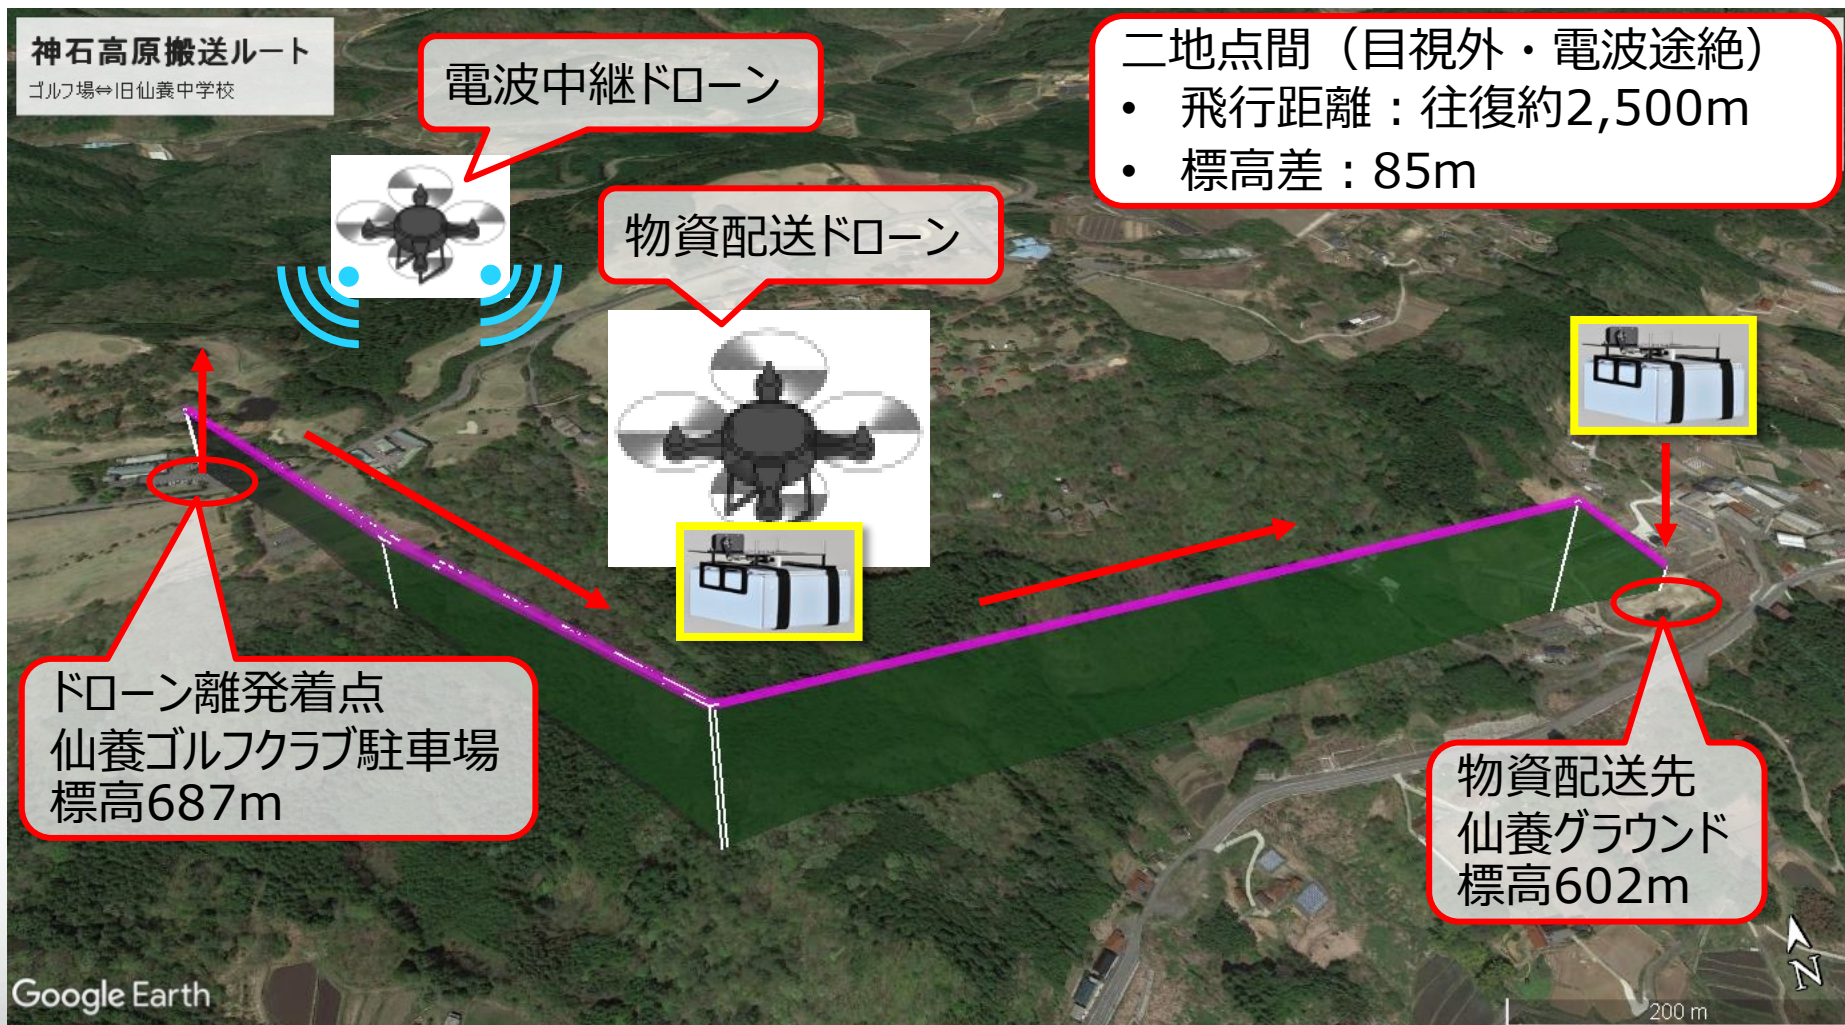 神石高原搬送ルート
ゴルフ場⇔旧仙養中学校
電波中継ドローン
二地点間（目視外・電波途絶）
• 飛行距離：往復約2,500m
• 標高差：85m
物資配送ドローン
ドローン離発着点
仙養ゴルフクラブ駐車場
標高687m
物資配送先
仙養グラウンド
標高602m
N
Google Earth
200 m